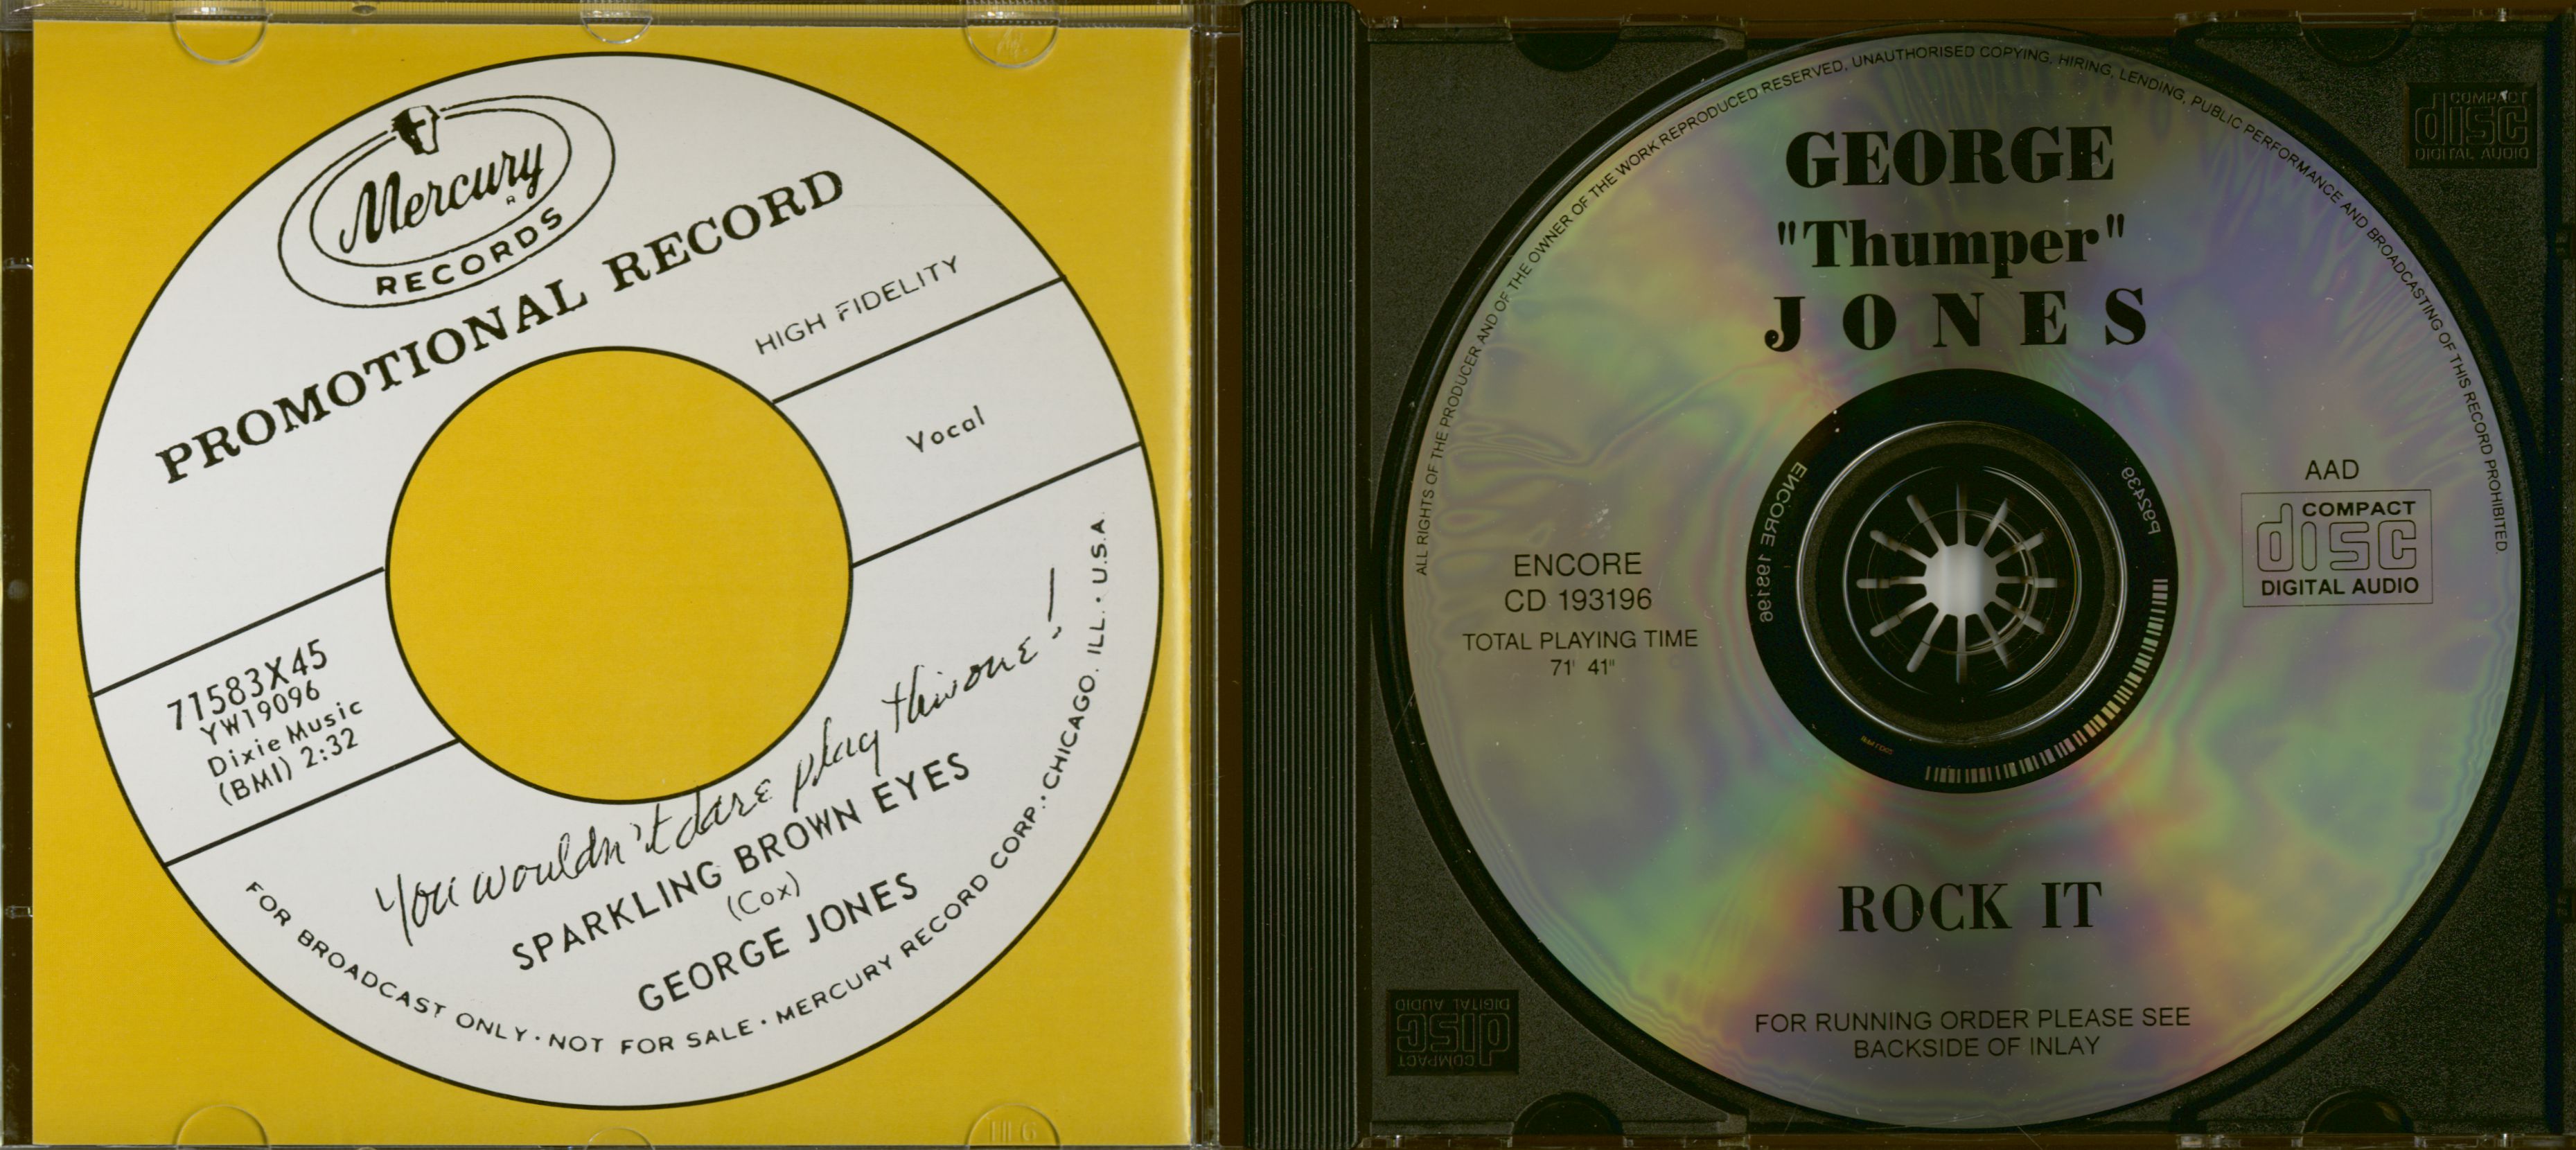 Mercury
R
RECORDS
PROMOTIONAL RECORD
HIGH FIDELITY
Vocal
71583X45
YW19096
Dixie Music
(BMI) 2:32
You wouldn't dare play this one!
SPARKLING BROWN EYES
(Cox)
GEORGE JONES
FOR BROADCAST ONLY · NOT FOR SALE · MERCURY RECORD CORP. · CHICAGO. ILL. · U.S.A.
ALL RIGHTS OF THE PRODUCER AND OF THE OWNER OF THE WORK REPRODUCED RESERVED, UNAUTHORISED COPYING, HIRING, LENDING, PUBLIC PERFORMANCE AND BROADCASTING OF THIS RECORD PROHIBITED.
GEORGE
"Thumper"
JONES
AAD
COMPACT
disc
DIGITAL AUDIO
ENCORE
CD 193196
TOTAL PLAYING TIME
71' 41"
ENCORE 193196
P92439
ROCK IT
FOR RUNNING ORDER PLEASE SEE
BACKSIDE OF INLAY
COMPACT
disc
DIGITAL AUDIO
COMPACT
disc
DIGITAL AUDIO